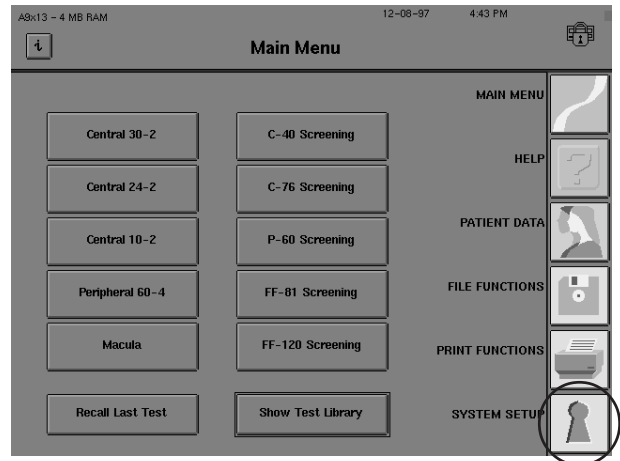 A9x13 – 4 MB RAM
12–08–97 4:43 PM
i
Main Menu
Central 30–2
Central 24–2
Central 10–2
Peripheral 60–4
Macula
Recall Last Test
C–40 Screening
C–76 Screening
P–60 Screening
FF–81 Screening
FF–120 Screening
Show Test Library
MAIN MENU
HELP
?
PATIENT DATA
FILE FUNCTIONS
PRINT FUNCTIONS
SYSTEM SETUP